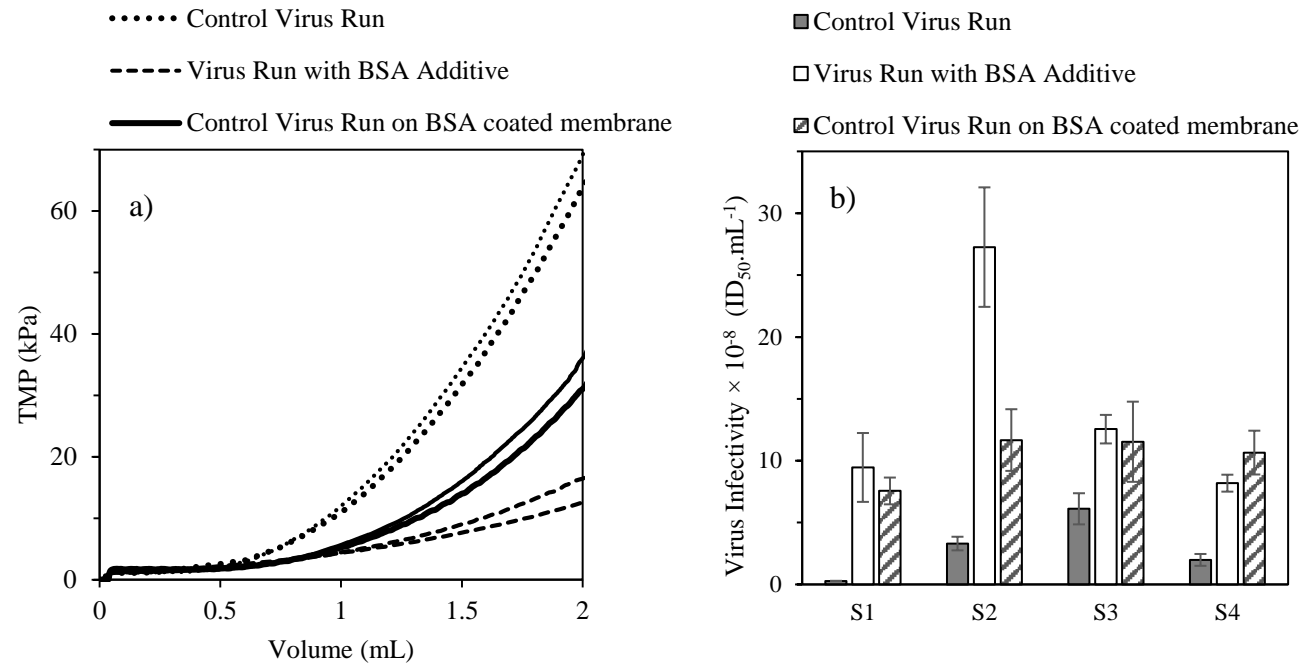 Control Virus Run
Virus Run with BSA Additive
Control Virus Run on BSA coated membrane
a)
60
40
20
0
TMP (kPa)
0
0.5
1
1.5
2
Volume (mL)
Control Virus Run
Virus Run with BSA Additive
Control Virus Run on BSA coated membrane
b)
30
20
10
0
Virus Infectivity × 10⁻⁸ (ID₅₀.mL⁻¹)
S1
S2
S3
S4